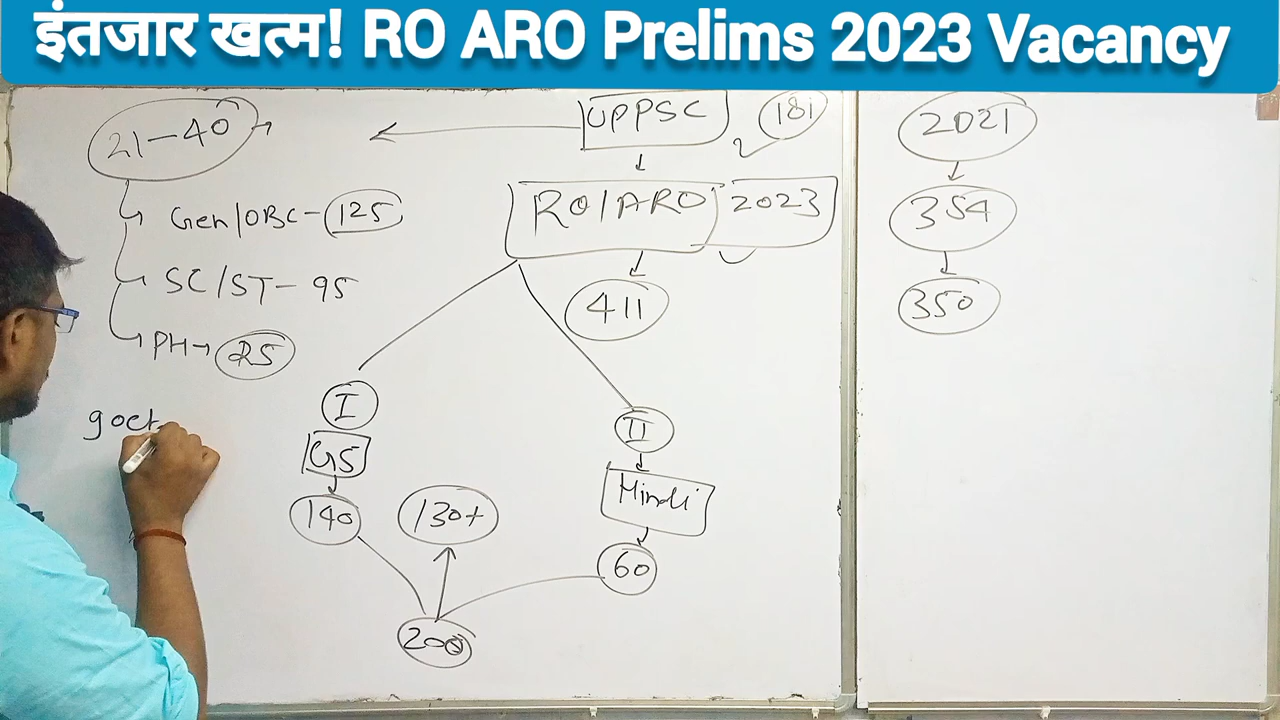 इंतजार खत्म! RO ARO Prelims 2023 Vacancy
21-40
UPPSC
181
RO/ARO 2023
411
Gen/OBC - 125
SC/ST - 95
PH → 25
I
GS
140
II
Hindi
60
130+
200
2021
354
350